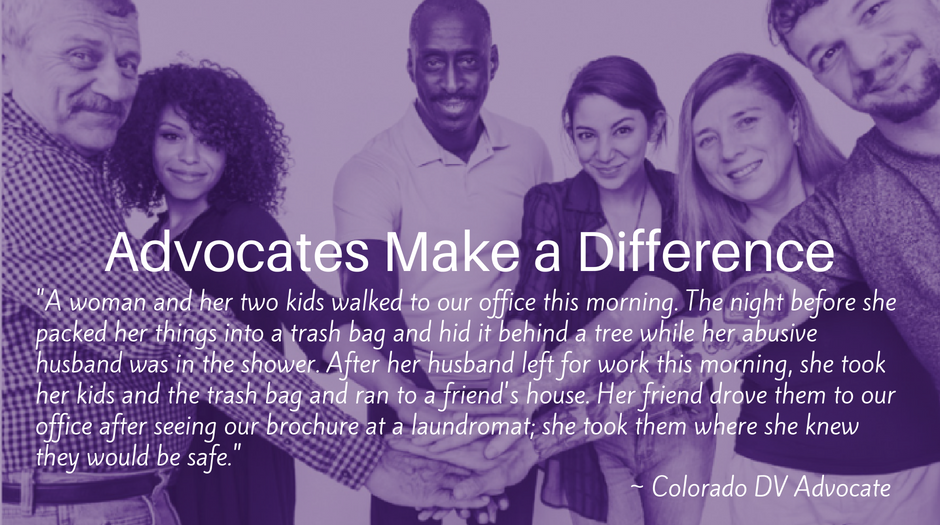 Advocates Make a Difference
"A woman and her two kids walked to our office this morning. The night before she
packed her things into a trash bag and hid it behind a tree while her abusive
husband was in the shower. After her husband left for work this morning, she took
her kids and the trash bag and ran to a friend's house. Her friend drove them to our
office after seeing our brochure at a laundromat; she took them where she knew
they would be safe."
~ Colorado DV Advocate